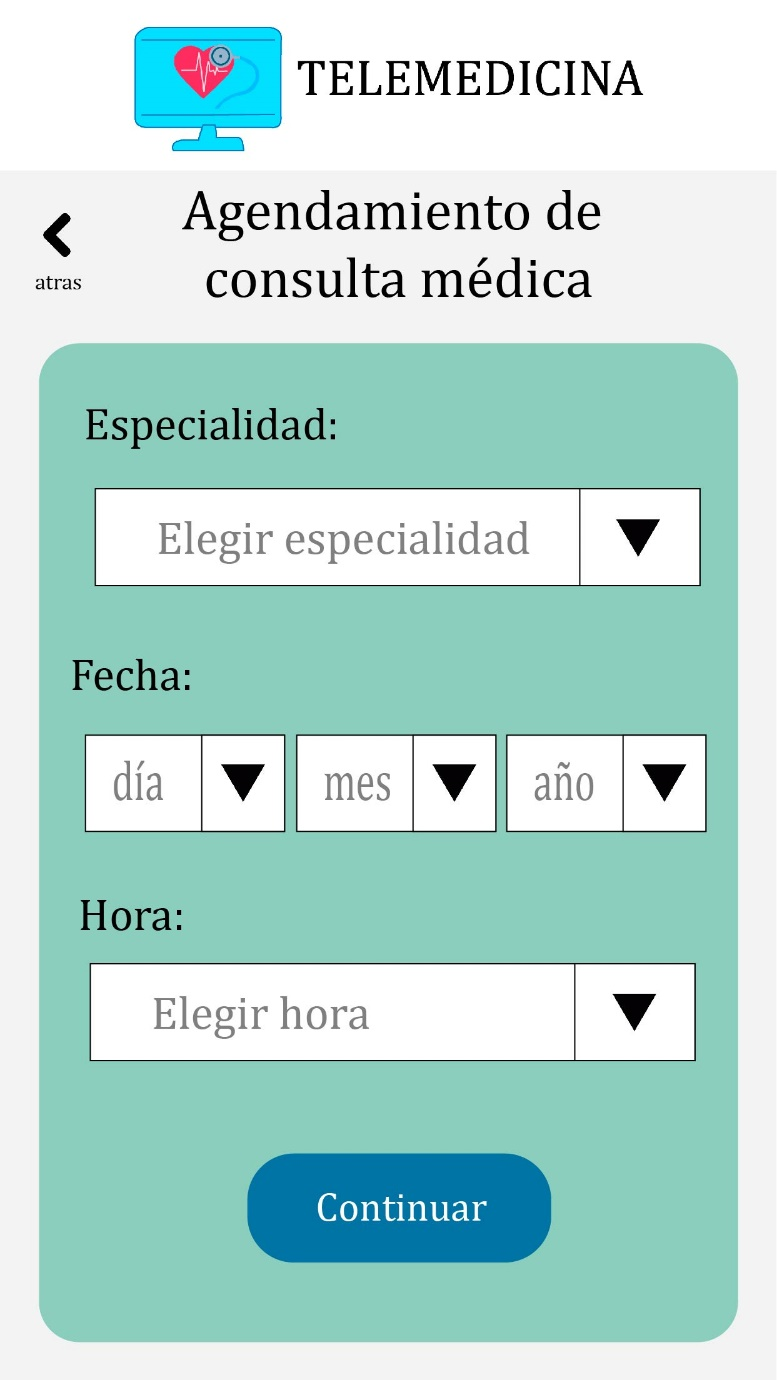 TELEMEDICINA
Agendamiento de
consulta médica
atras
Especialidad:
Elegir especialidad
Fecha:
día mes año
Hora:
Elegir hora
Continuar